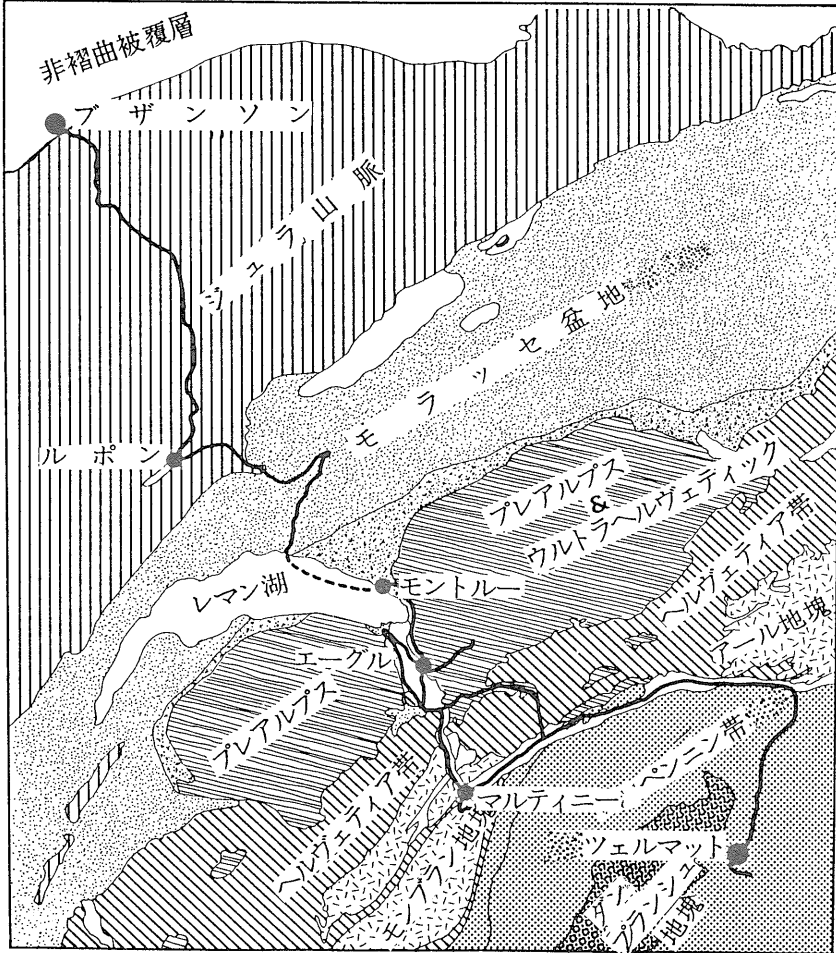 非褶曲被覆層
ブザンソン
ジュラ山脈
モラッセ盆地
ルポン
プレアルプス
&
ウルトラヘルヴェティック
ヘルヴェティア帯
アール地塊
レマン湖
モントルー
エーグル
プレアルプス
ペンニン帯
マルティニー
ヘルヴェティア帯
モンブラン地塊
ツェルマット
ダン
ブランシュ
地塊